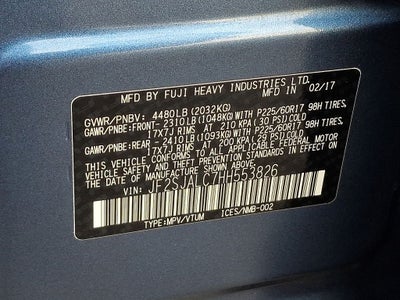 MFD BY FUJI HEAVY INDUSTRIES LTD. IN 02/17
GVWR/PNBV: 4480LB (2032KG)
GAWR/PNBE:FRONT-2310LB (1048KG) WITH P225/60R17 98H TIRES,
17X7J RIMS AT 210 KPA (30 PSI) COLD
GAWR/PNBE: REAR-2410LB (1093KG) WITH P225/60R17 98H TIRES,
17X7J RIMS AT 200 KPA (29 PSI) COLD
THIS VEHICLE CONFORMS TO ALL APPLICABLE FEDERAL MOTOR
VEHICLE SAFETY STANDARDS IN EFFECT ON THE DATE OF
MANUFACTURE SHOWN ABOVE.
VIN: JF2SJALC7HH553826
TYPE:MPV/VTUM ICES/NMB-002